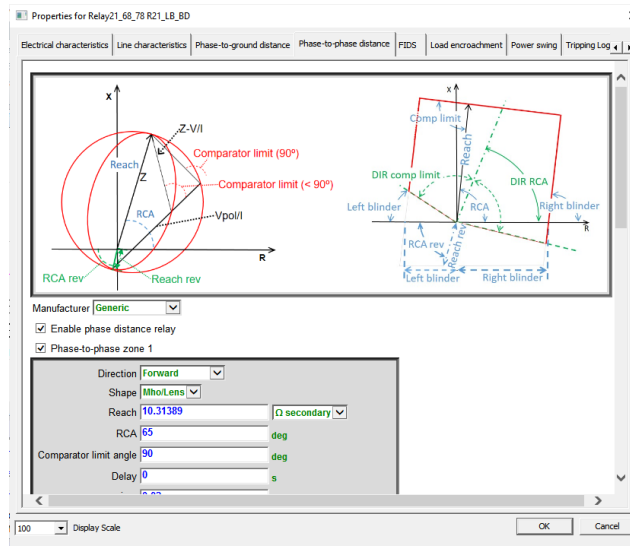 Properties for Relay21_68_78 R21_LB_BD
Electrical characteristics Line characteristics Phase-to-ground distance Phase-to-phase distance FIDS Load encroachment Power swing Tripping Log
X
Z-V/I
Comparator limit (90º)
Reach
Z
Comparator limit (< 90º)
RCA
Vpol/I
R
RCA rev
Reach rev
X
Comp limit
Reach
DIR comp limit
DIR RCA
Left blinder
RCA
Right blinder
R
RCA rev
Reach rev
Left blinder
Right blinder
Manufacturer Generic
Enable phase distance relay
Phase-to-phase zone 1
Direction Forward
Shape Mho/Lens
Reach 10.31389 Ω secondary
RCA 65 deg
Comparator limit angle 90 deg
Delay 0 s
100 Display Scale OK Cancel